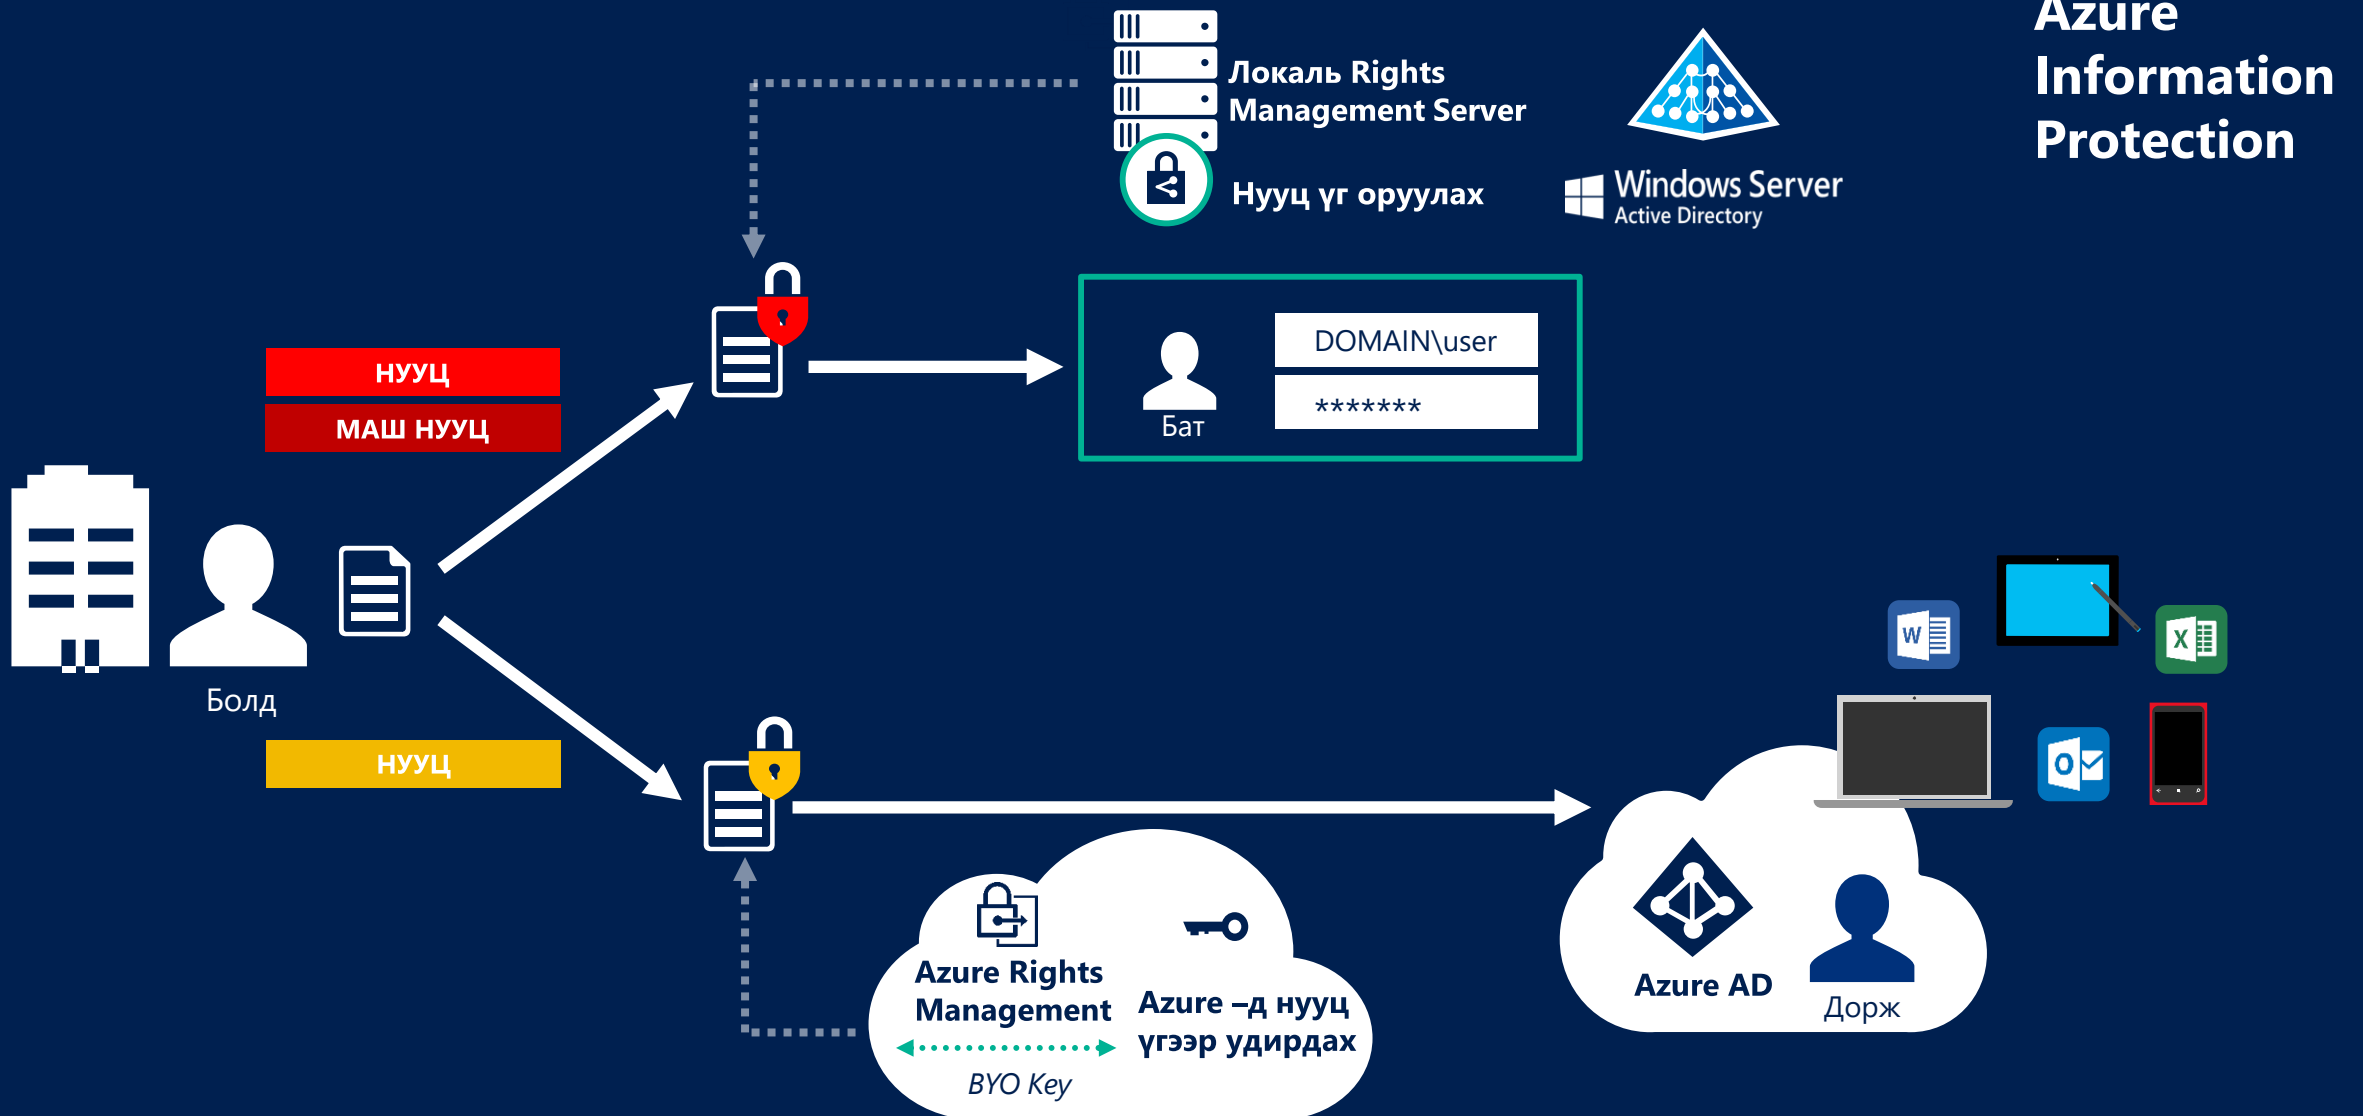 Azure
Information
Protection
Локаль Rights
Management Server
Нууц үг оруулах
Windows Server
Active Directory
DOMAIN\user
*******
Бат
НУУЦ
МАШ НУУЦ
Болд
НУУЦ
W
X
O
Azure Rights
Management
BYO Key
Azure –д нууц
үгээр удирдах
Azure AD
Дорж